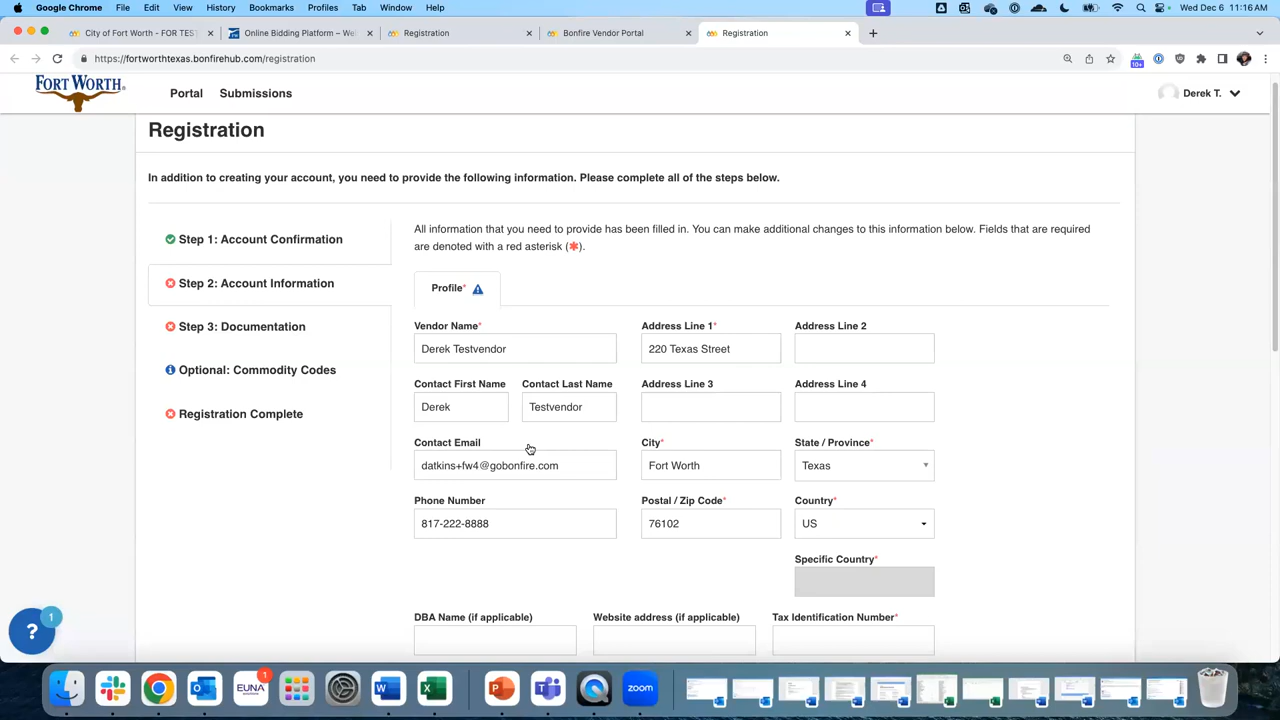 Chrome File Edit View History Bookmarks Profiles Tab Window Help
Wed Dec 6 11:16 AM
City of Fort Worth - FOR TES
Online Bidding Platform – We
Registration
Bonfire Vendor Portal
Registration
https://fortworthtexas.bonfirehub.com/registration
10+
FORT WORTH
Portal
Submissions
Derek T.
Registration
In addition to creating your account, you need to provide the following information. Please complete all of the steps below.
Step 1: Account Confirmation
Step 2: Account Information
Step 3: Documentation
Optional: Commodity Codes
Registration Complete
All information that you need to provide has been filled in. You can make additional changes to this information below. Fields that are required
are denoted with a red asterisk (✱).
Profile*
Vendor Name*
Address Line 1*
Address Line 2
Derek Testvendor
220 Texas Street
Contact First Name
Contact Last Name
Address Line 3
Address Line 4
Derek
Testvendor
Contact Email
City*
State / Province*
datkins+fw4@gobonfire.com
Fort Worth
Texas
Phone Number
Postal / Zip Code*
Country*
817-222-8888
76102
US
Specific Country*
DBA Name (if applicable)
Website address (if applicable)
Tax Identification Number*
?
1
EUNA
1
zoom